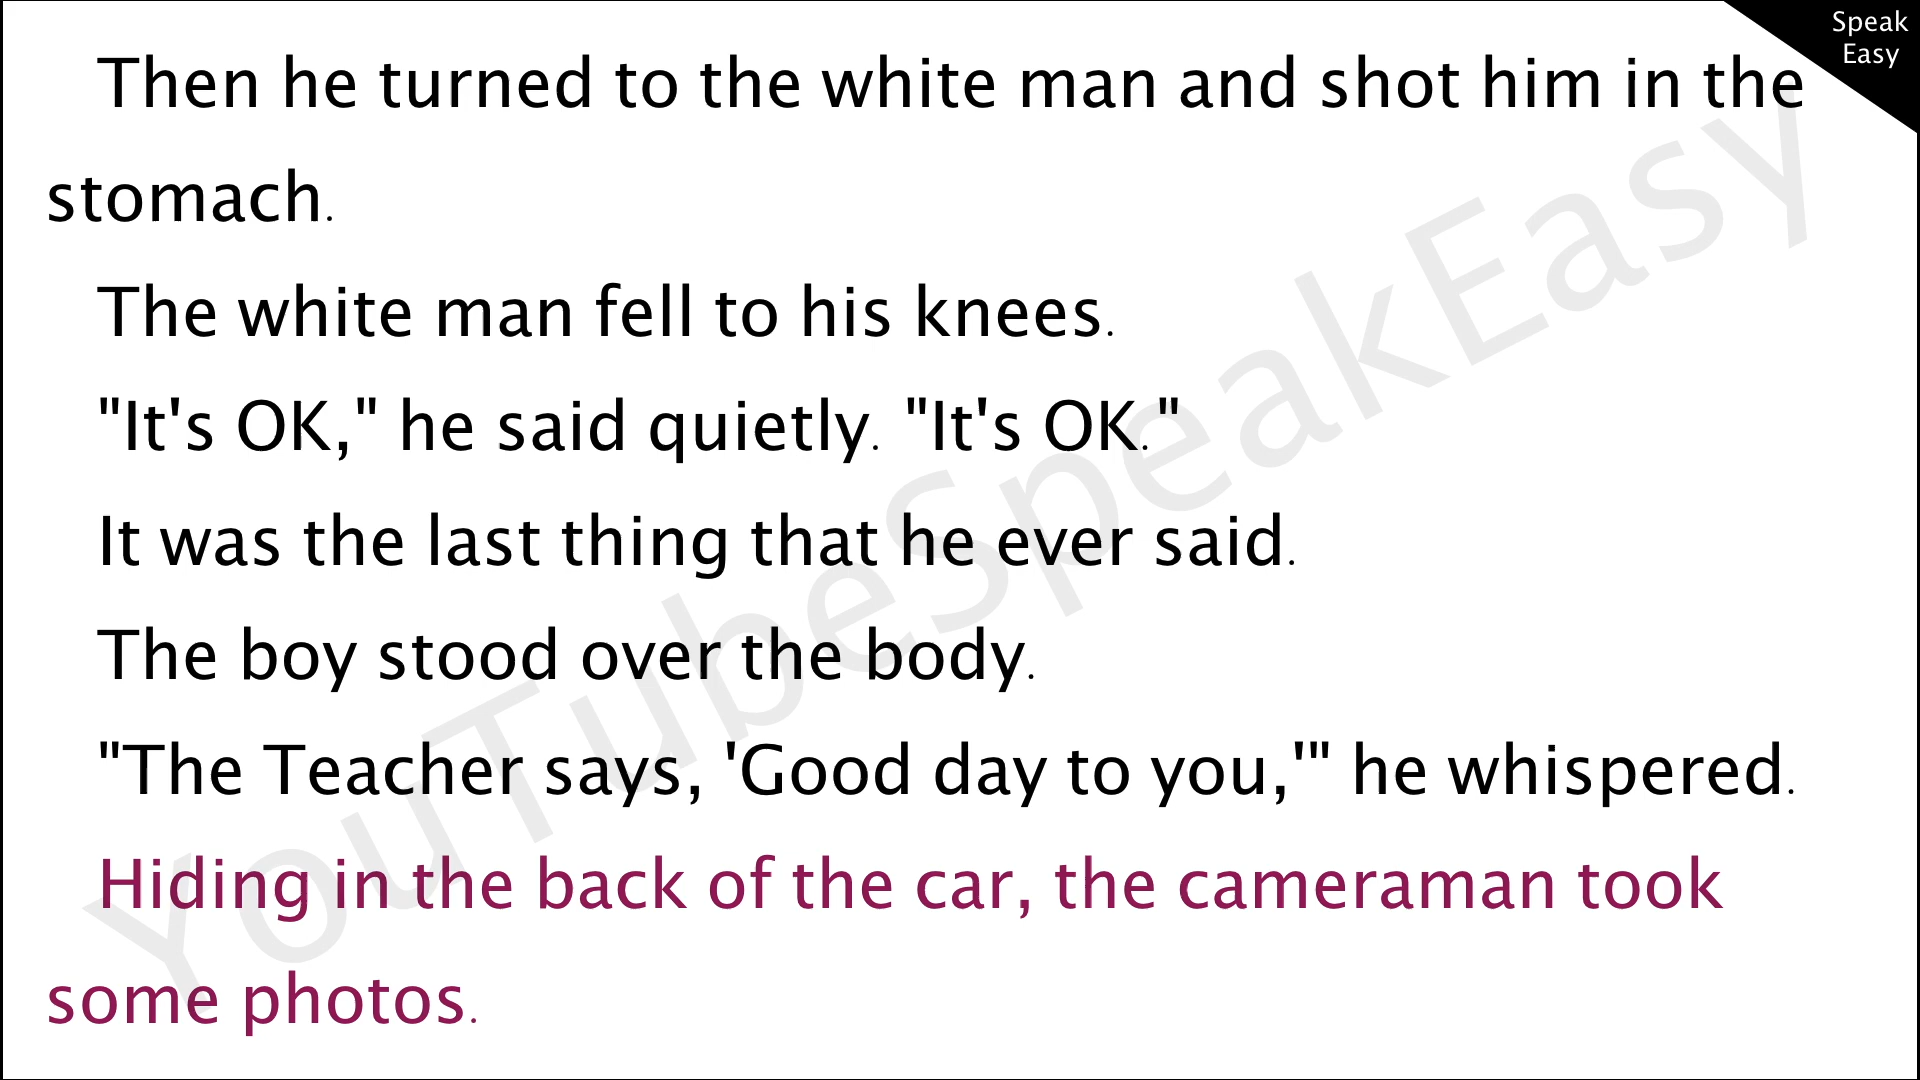 Speak
Easy
Then he turned to the white man and shot him in the
stomach.
The white man fell to his knees.
"It's OK," he said quietly. "It's OK."
It was the last thing that he ever said.
The boy stood over the body.
"The Teacher says, 'Good day to you,'" he whispered.
Hiding in the back of the car, the cameraman took
some photos.
YouTubeSpeakEasy